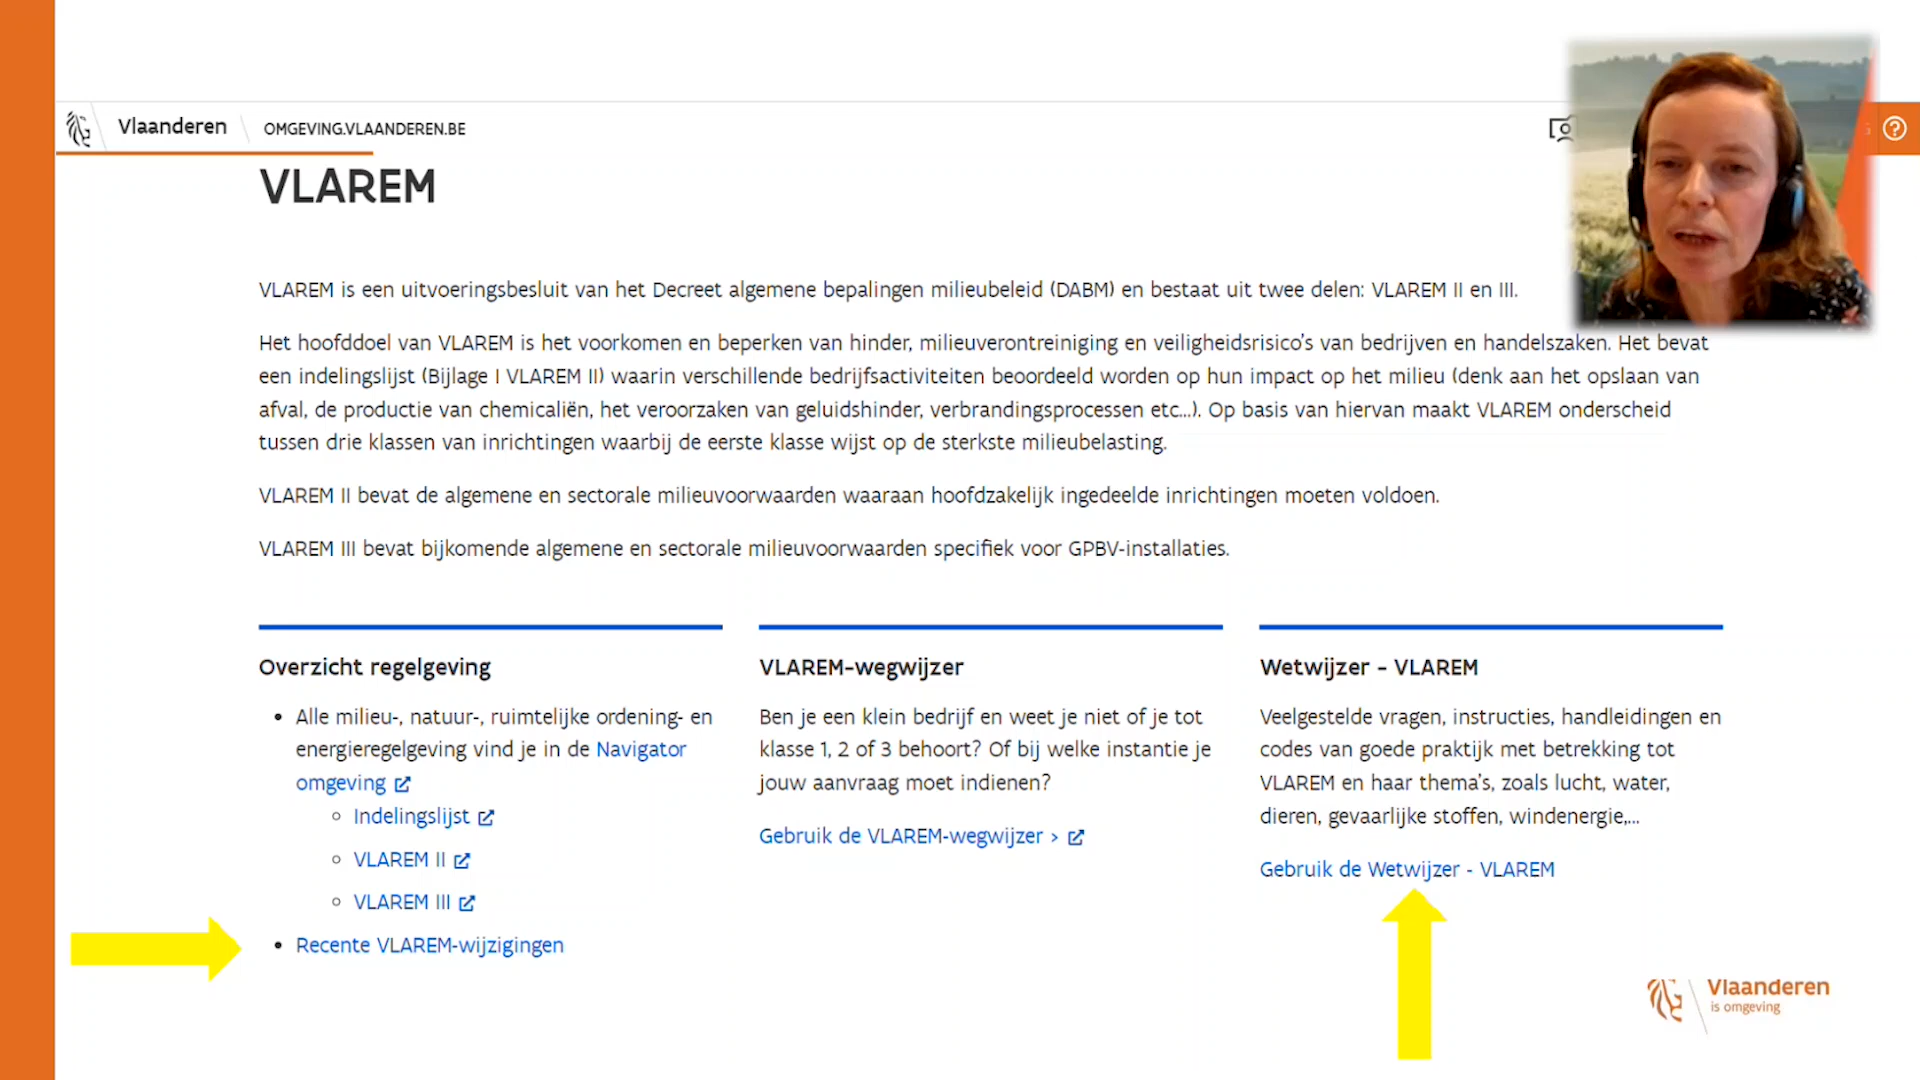 Vlaanderen
OMGEVING.VLAANDEREN.BE
VLAREM
VLAREM is een uitvoeringsbesluit van het Decreet algemene bepalingen milieubeleid (DABM) en bestaat uit twee delen: VLAREM II en III.
Het hoofddoel van VLAREM is het voorkomen en beperken van hinder, milieuverontreiniging en veiligheidsrisico's van bedrijven en handelszaken. Het bevat
een indelingslijst (Bijlage I VLAREM II) waarin verschillende bedrijfsactiviteiten beoordeeld worden op hun impact op het milieu (denk aan het opslaan van
afval, de productie van chemicaliën, het veroorzaken van geluidshinder, verbrandingsprocessen etc...). Op basis van hiervan maakt VLAREM onderscheid
tussen drie klassen van inrichtingen waarbij de eerste klasse wijst op de sterkste milieubelasting.
VLAREM II bevat de algemene en sectorale milieuvoorwaarden waaraan hoofdzakelijk ingedeelde inrichtingen moeten voldoen.
VLAREM III bevat bijkomende algemene en sectorale milieuvoorwaarden specifiek voor GPBV-installaties.
Overzicht regelgeving
Alle milieu-, natuur-, ruimtelijke ordening- en
energieregelgeving vind je in de Navigator
omgeving
Indelingslijst
VLAREM II
VLAREM III
Recente VLAREM-wijzigingen
VLAREM-wegwijzer
Ben je een klein bedrijf en weet je niet of je tot
klasse 1, 2 of 3 behoort? Of bij welke instantie je
jouw aanvraag moet indienen?
Gebruik de VLAREM-wegwijzer >
Wetwijzer - VLAREM
Veelgestelde vragen, instructies, handleidingen en
codes van goede praktijk met betrekking tot
VLAREM en haar thema's, zoals lucht, water,
dieren, gevaarlijke stoffen, windenergie,...
Gebruik de Wetwijzer - VLAREM
Vlaanderen
is omgeving